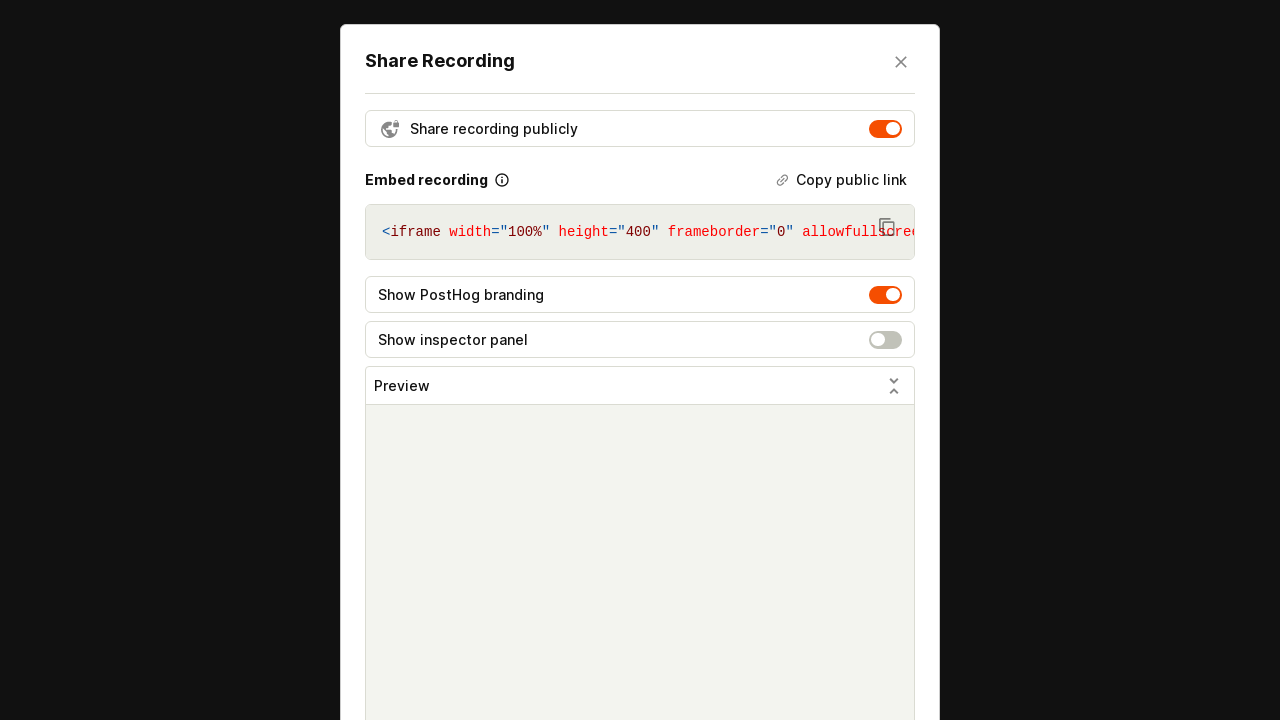 Share Recording
Share recording publicly
Embed recording
Copy public link
<iframe width="100%" height="400" frameborder="0" allowfullscree
Show PostHog branding
Show inspector panel
Preview